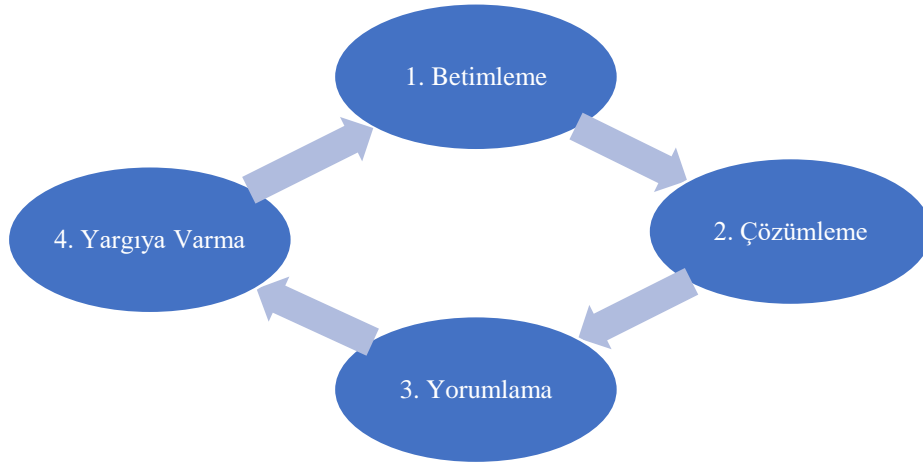 1. Betimleme
2. Çözümleme
3. Yorumlama
4. Yargıya Varma